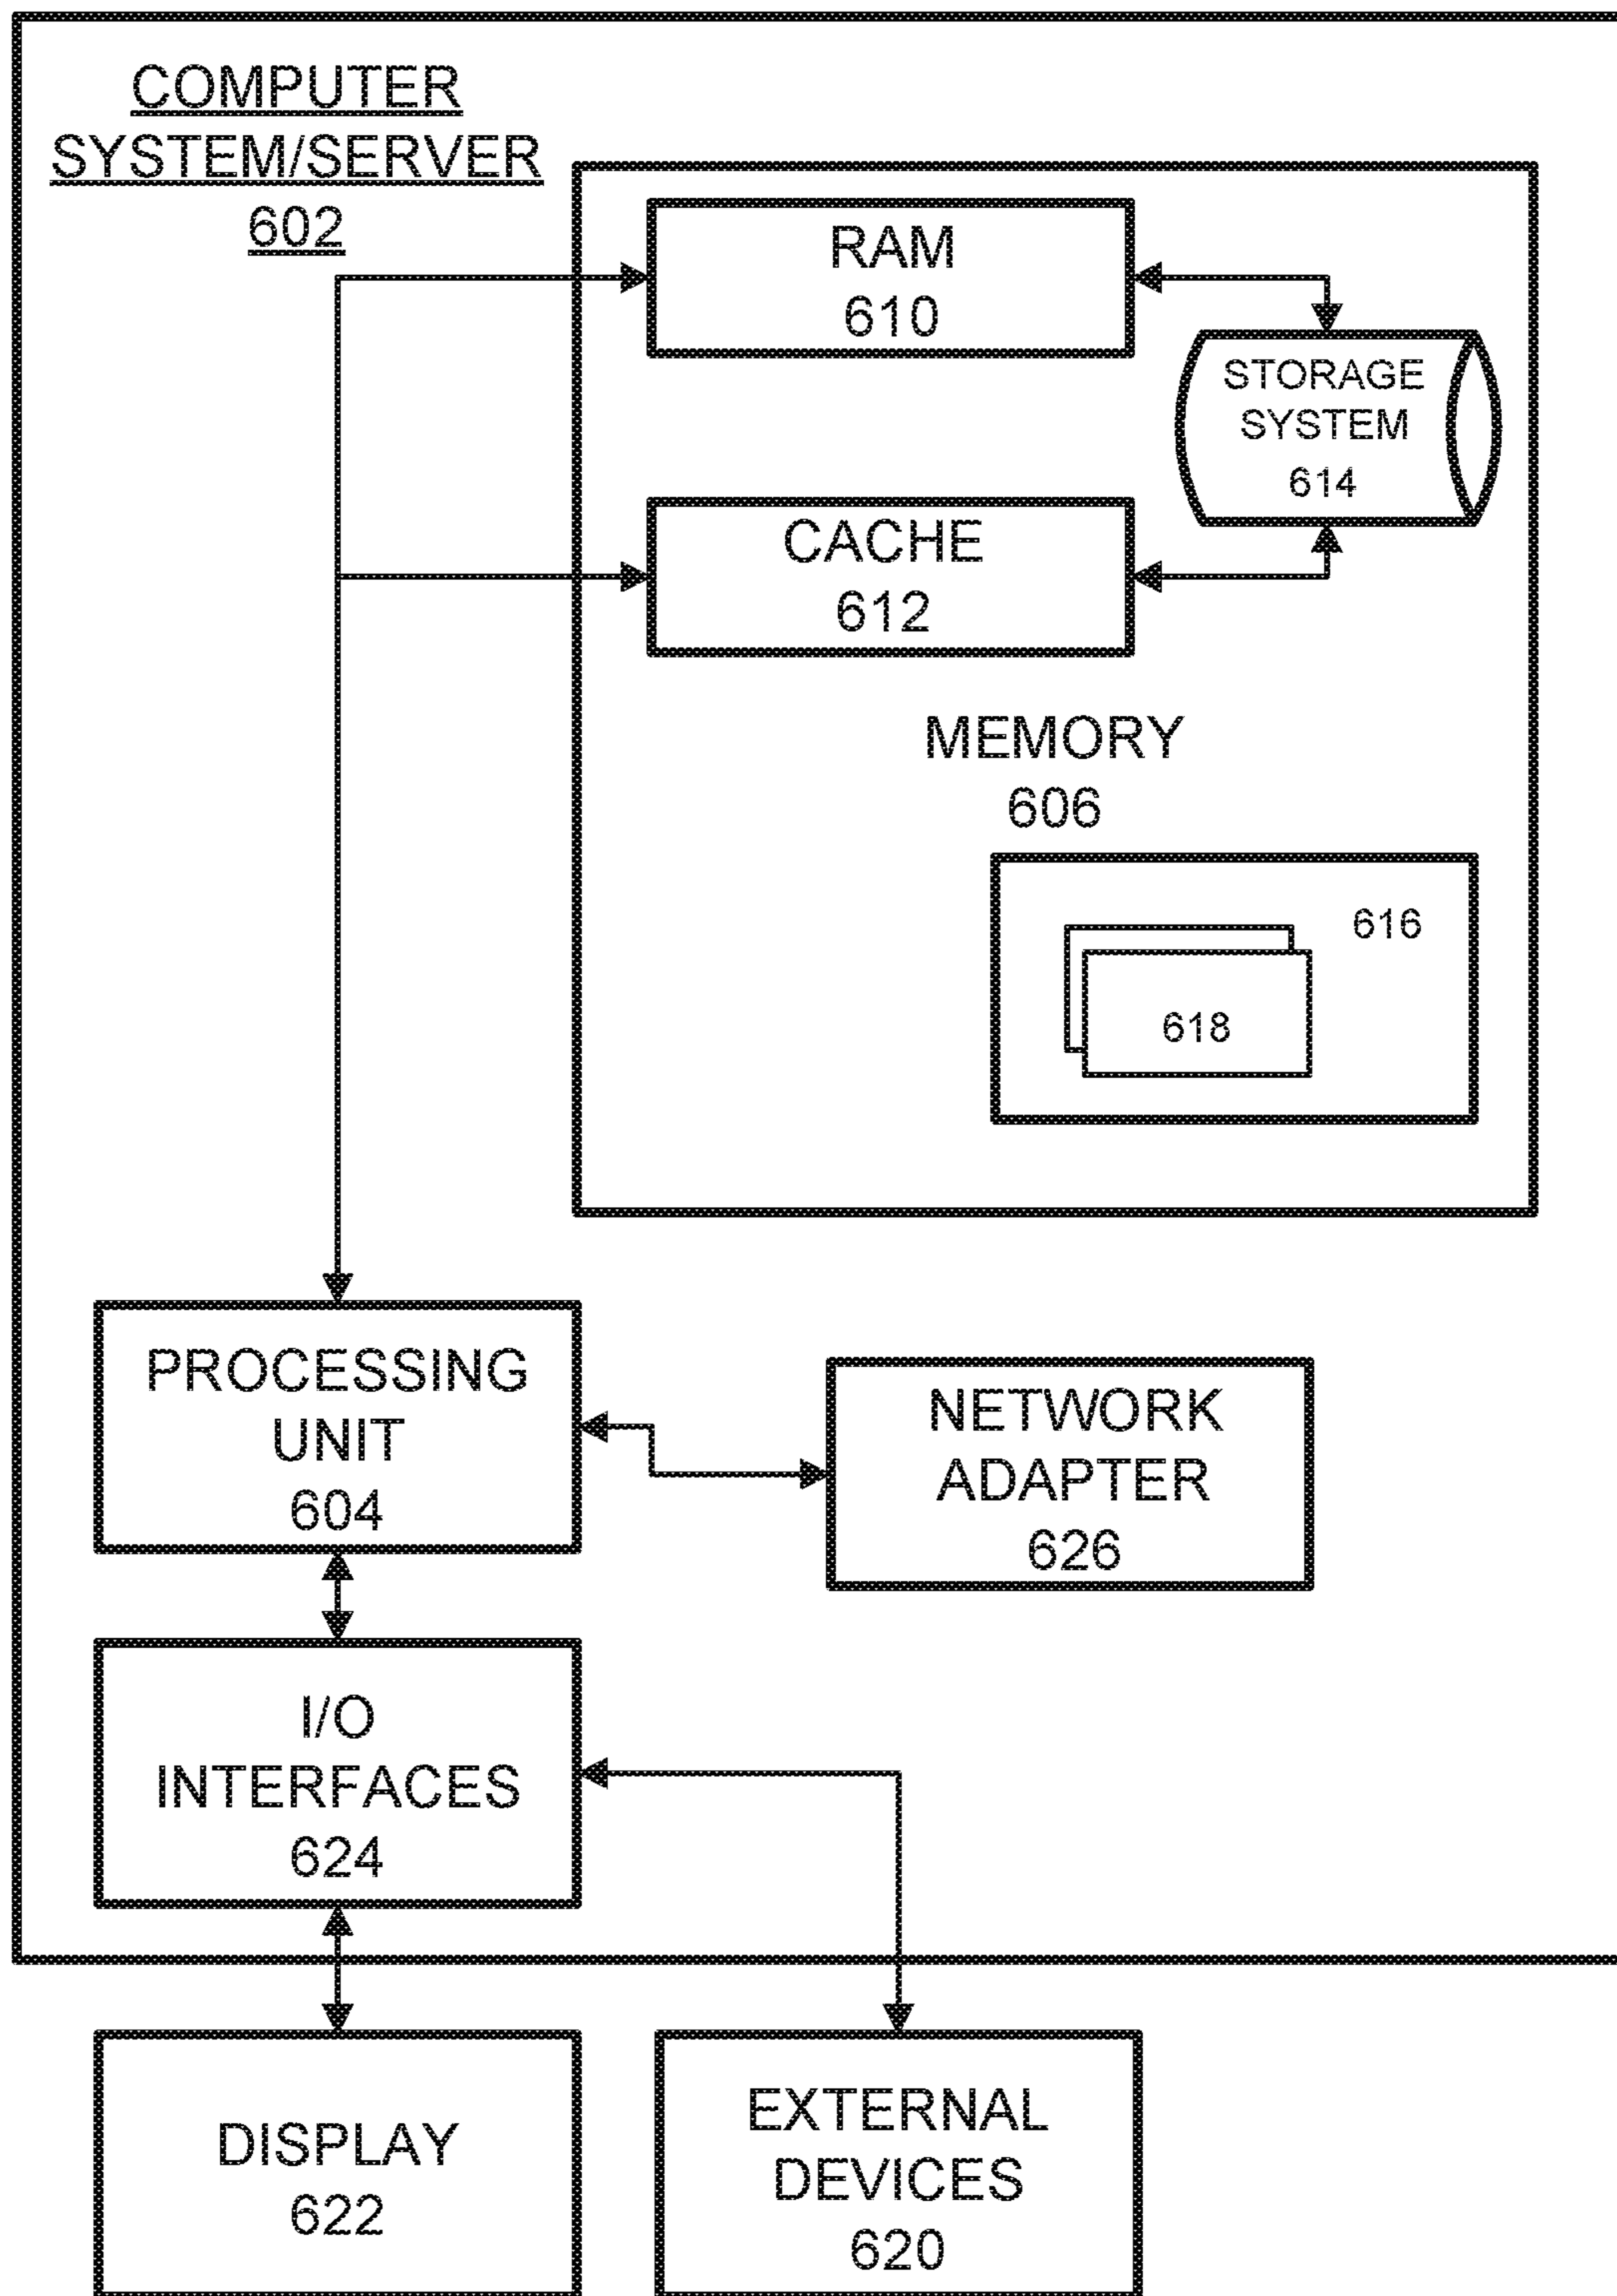 COMPUTER
SYSTEM/SERVER
602
RAM
610
STORAGE
SYSTEM
614
CACHE
612
MEMORY
606
616
618
PROCESSING
UNIT
604
NETWORK
ADAPTER
626
I/O
INTERFACES
624
DISPLAY
622
EXTERNAL
DEVICES
620